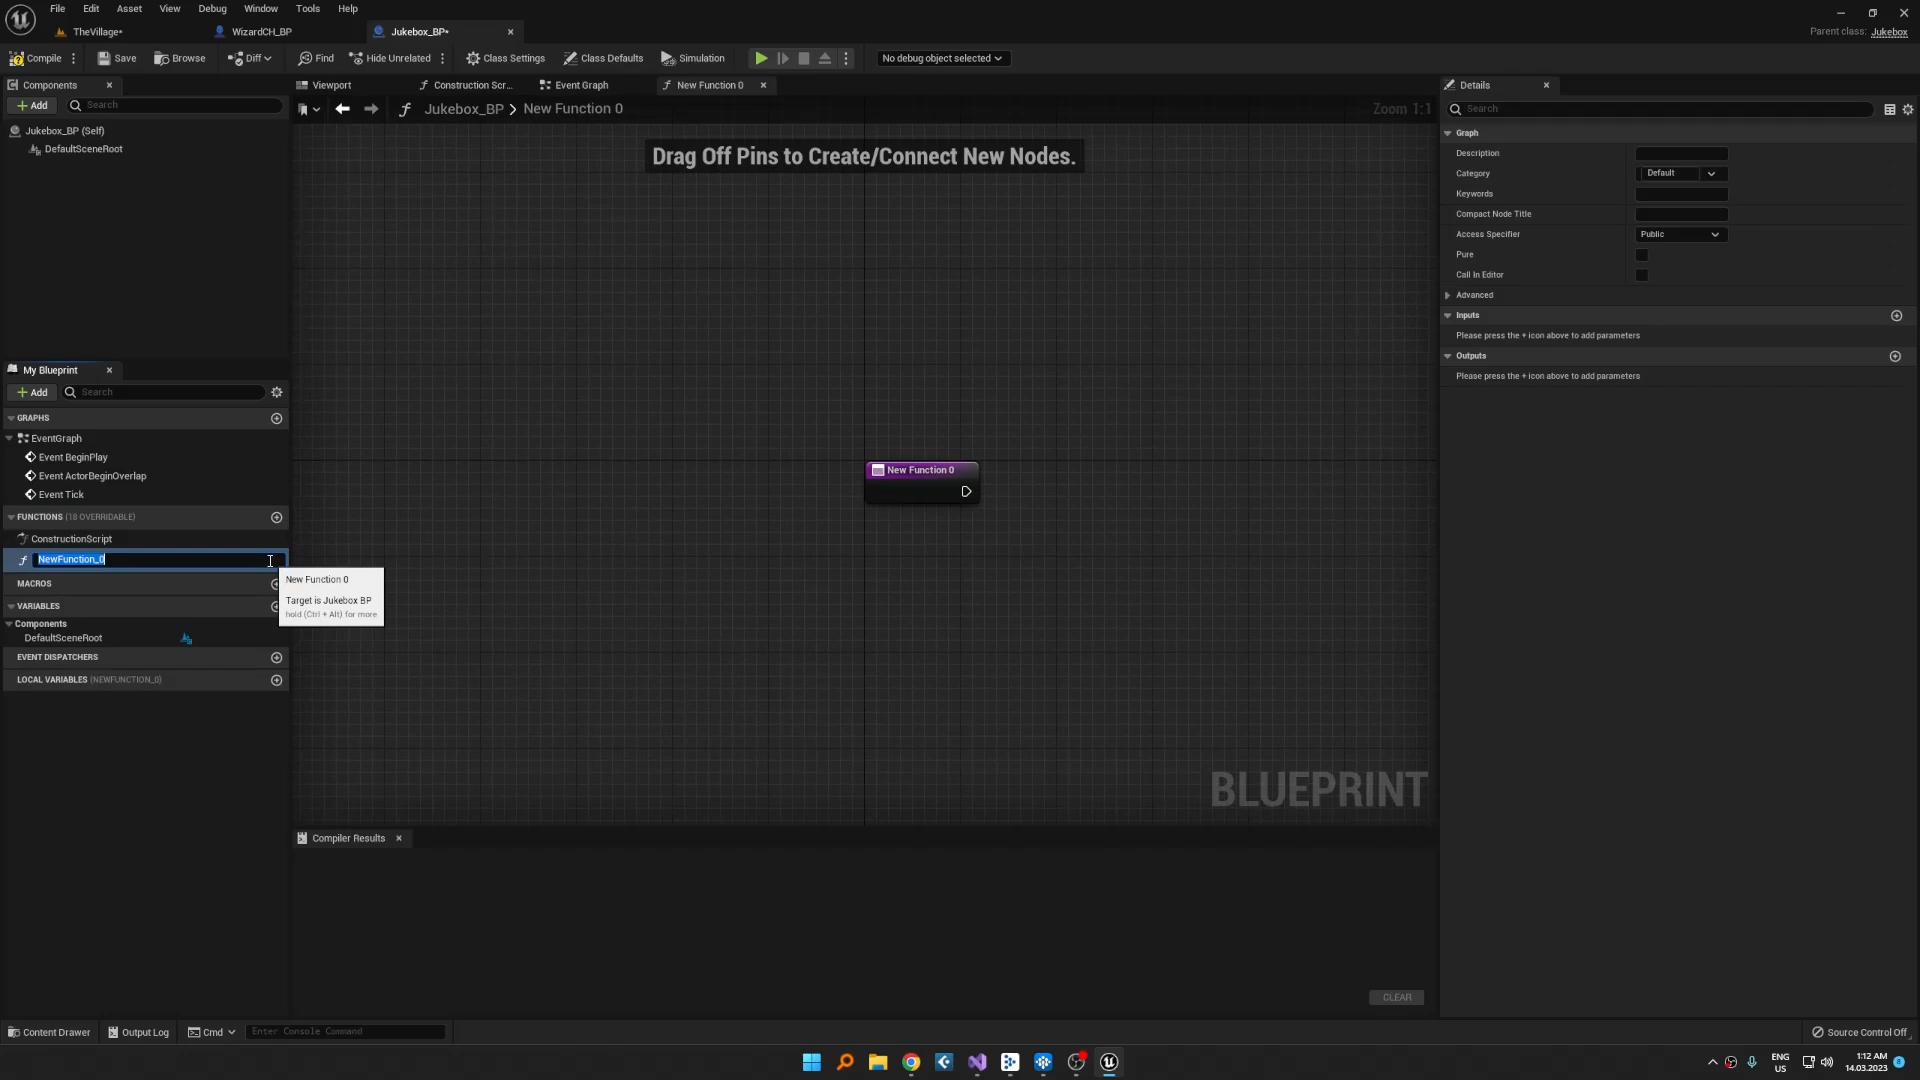 File Edit Asset View Debug Window Tools Help
TheVillage• WizardCH_BP Jukebox_BP•
Parent class: Jukebox
Compile Save Browse Diff Find Hide Unrelated Class Settings Class Defaults Simulation No debug object selected
Components
Viewport Construction Scr... Event Graph New Function 0
Details
Add Search
Jukebox_BP > New Function 0
Zoom 1:1
Search
Jukebox_BP (Self)
DefaultSceneRoot
Drag Off Pins to Create/Connect New Nodes.
Graph
Description
Category Default
Keywords
Compact Node Title
Access Specifier Public
Pure
Call In Editor
Advanced
Inputs
Please press the + icon above to add parameters
Outputs
Please press the + icon above to add parameters
My Blueprint
Add Search
GRAPHS
EventGraph
Event BeginPlay
Event ActorBeginOverlap
Event Tick
FUNCTIONS (18 OVERRIDABLE)
ConstructionScript
NewFunction_0
MACROS
VARIABLES
Components
DefaultSceneRoot
EVENT DISPATCHERS
LOCAL VARIABLES (NEWFUNCTION_0)
New Function 0
Target is Jukebox BP
hold (Ctrl + Alt) for more
New Function 0
BLUEPRINT
Compiler Results
CLEAR
Content Drawer Output Log Cmd Enter Console Command
Source Control Off
ENG
US
1:12 AM
14.03.2023
8